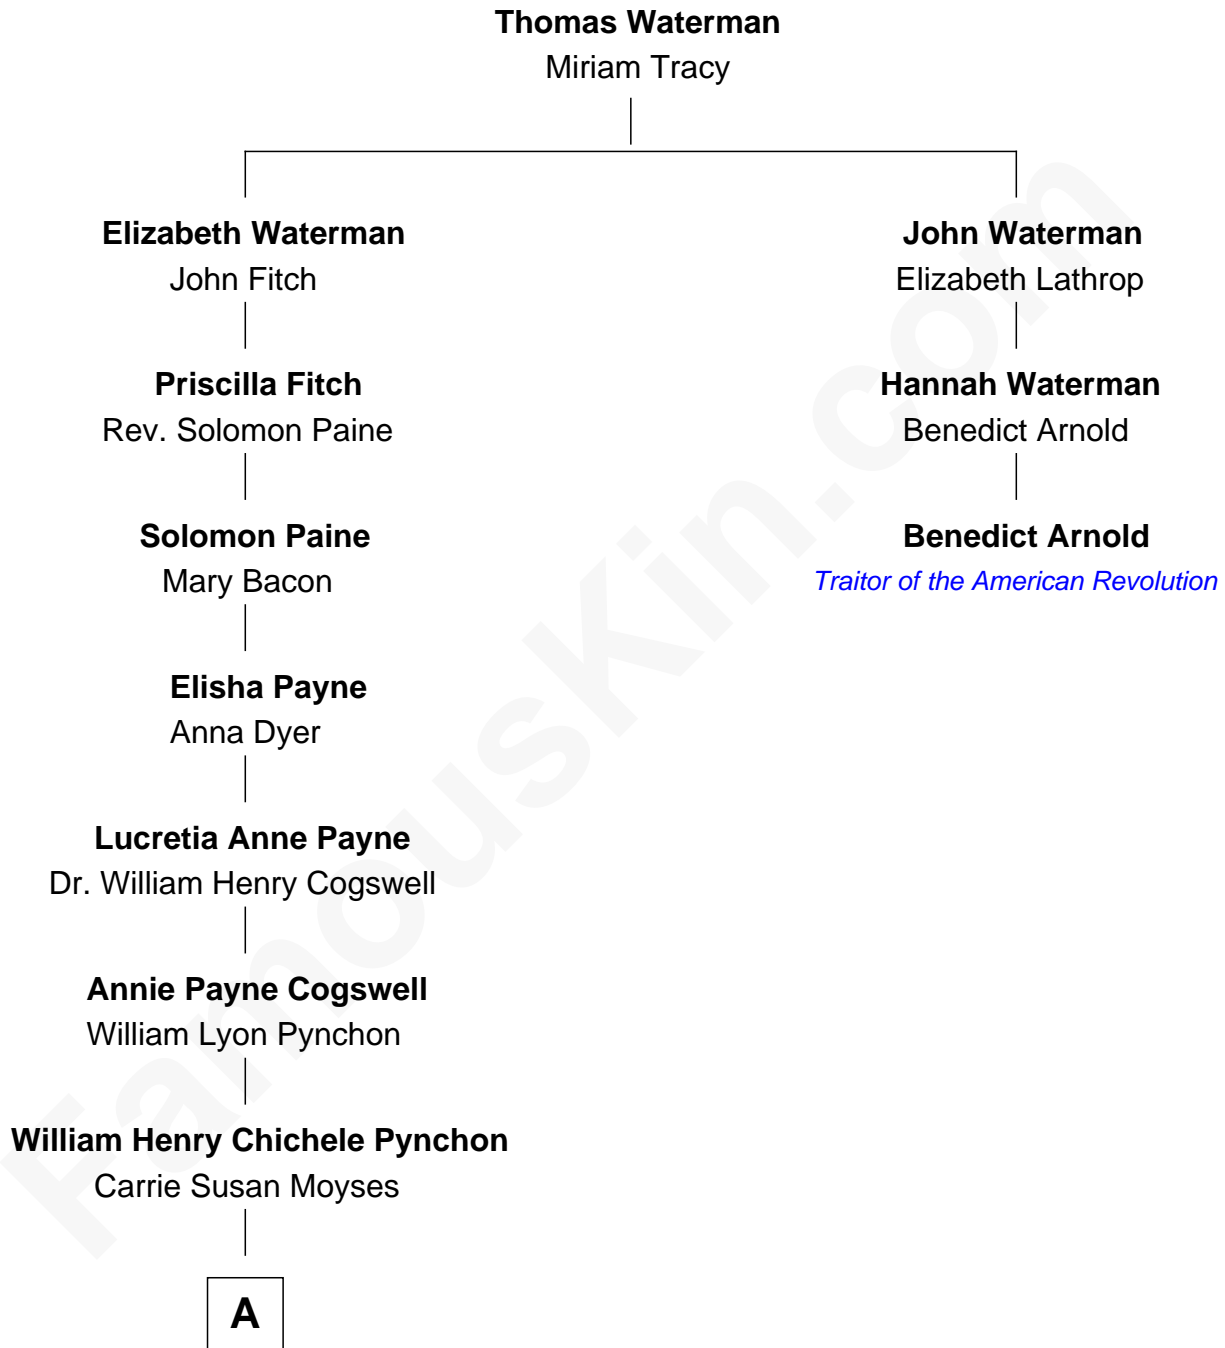 Thomas Waterman
Miriam Tracy
Elizabeth Waterman
John Fitch
John Waterman
Elizabeth Lathrop
Priscilla Fitch
Rev. Solomon Paine
Hannah Waterman
Benedict Arnold
Solomon Paine
Mary Bacon
Benedict Arnold
Traitor of the American Revolution
Elisha Payne
Anna Dyer
Lucretia Anne Payne
Dr. William Henry Cogswell
Annie Payne Cogswell
William Lyon Pynchon
William Henry Chichele Pynchon
Carrie Susan Moyses
A
FamousKin.com